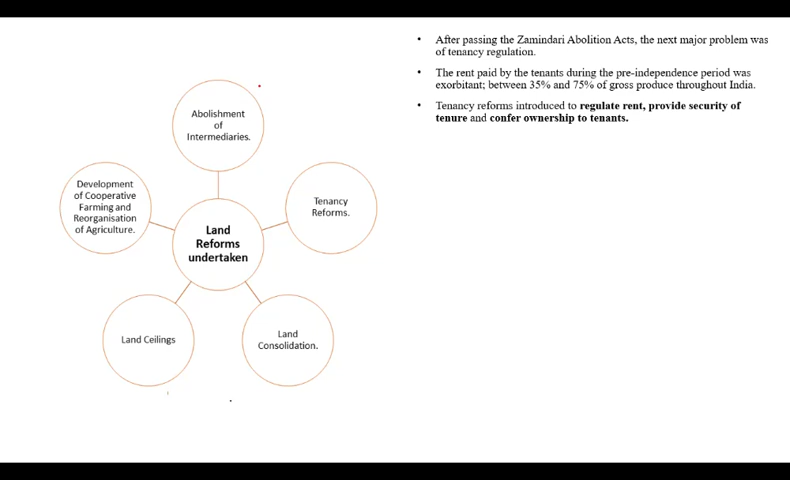 Abolishment
of
Intermediaries.
Tenancy
Reforms.
Land
Consolidation.
Land Ceilings
Development
of Cooperative
Farming and
Reorganisation
of Agriculture.
Land
Reforms
undertaken
• After passing the Zamindari Abolition Acts, the next major problem was
of tenancy regulation.
• The rent paid by the tenants during the pre-independence period was
exorbitant; between 35% and 75% of gross produce throughout India.
• Tenancy reforms introduced to regulate rent, provide security of
tenure and confer ownership to tenants.